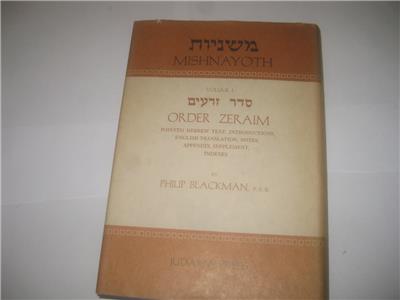 משניות
MISHNAYOTH
VOLUME I
סדר זרעים
ORDER ZERAIM
POINTED HEBREW TEXT, INTRODUCTIONS,
ENGLISH TRANSLATION, NOTES,
APPENDIX, SUPPLEMENT,
INDEXES
BY
PHILIP BLACKMAN, F.C.S.
JUDAICA PRESS